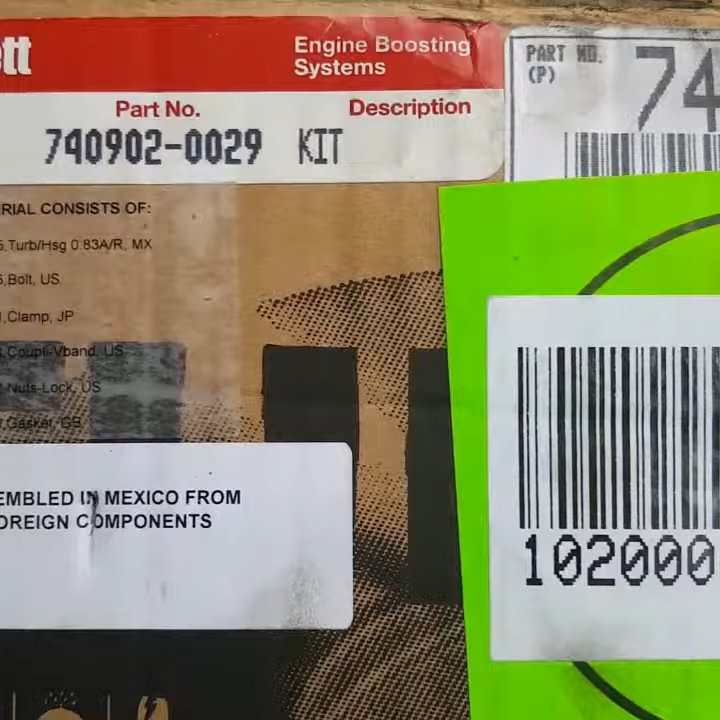 tt
Engine Boosting
Systems
Part No. Description
740902-0029 KIT
PART NO. 74
(P)
RIAL CONSISTS OF:
,Turb/Hsg 0.83A/R, MX
,Bolt, US
,Clamp, JP
,Coupli-Vband, US
,Nuts-Lock, US
,Gasket, GB
EMBLED IN MEXICO FROM
OREIGN COMPONENTS
102000